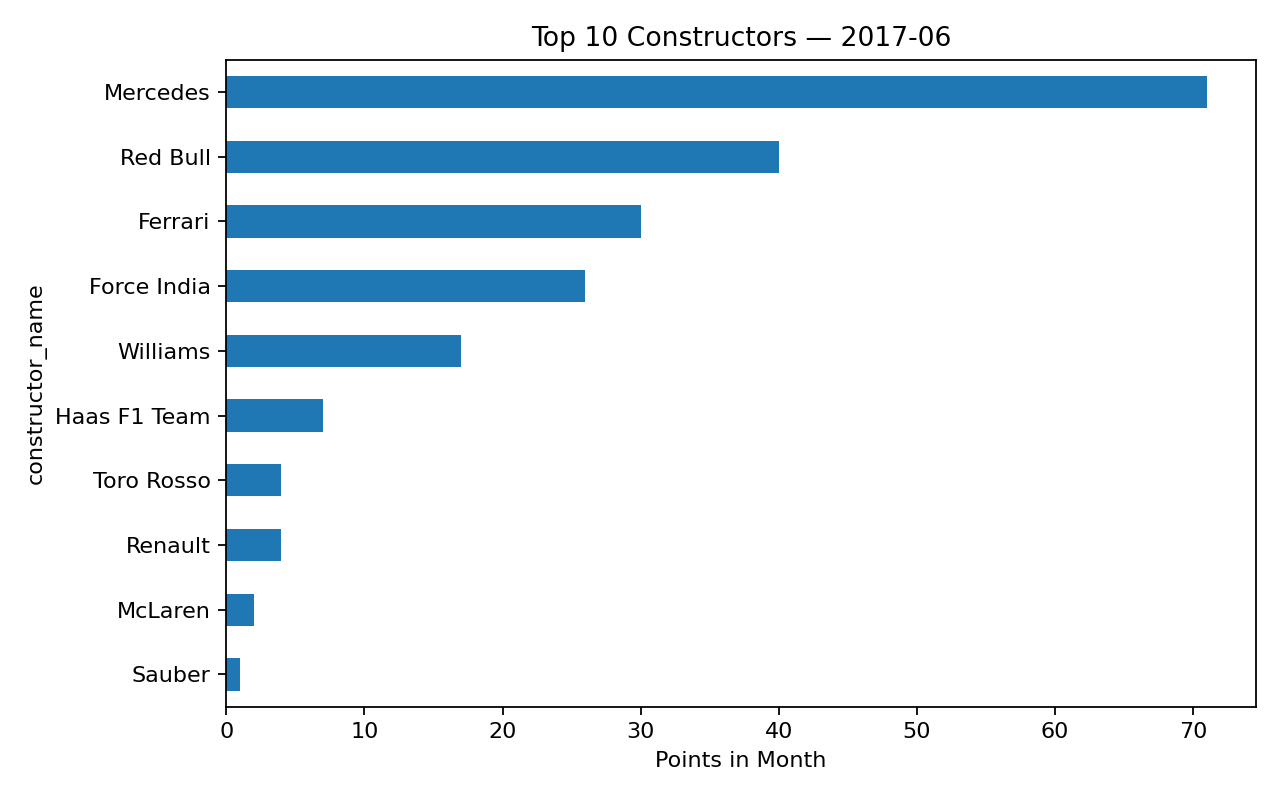 Top 10 Constructors — 2017-06
constructor_name
Mercedes
Red Bull
Ferrari
Force India
Williams
Haas F1 Team
Toro Rosso
Renault
McLaren
Sauber
0 10 20 30 40 50 60 70
Points in Month